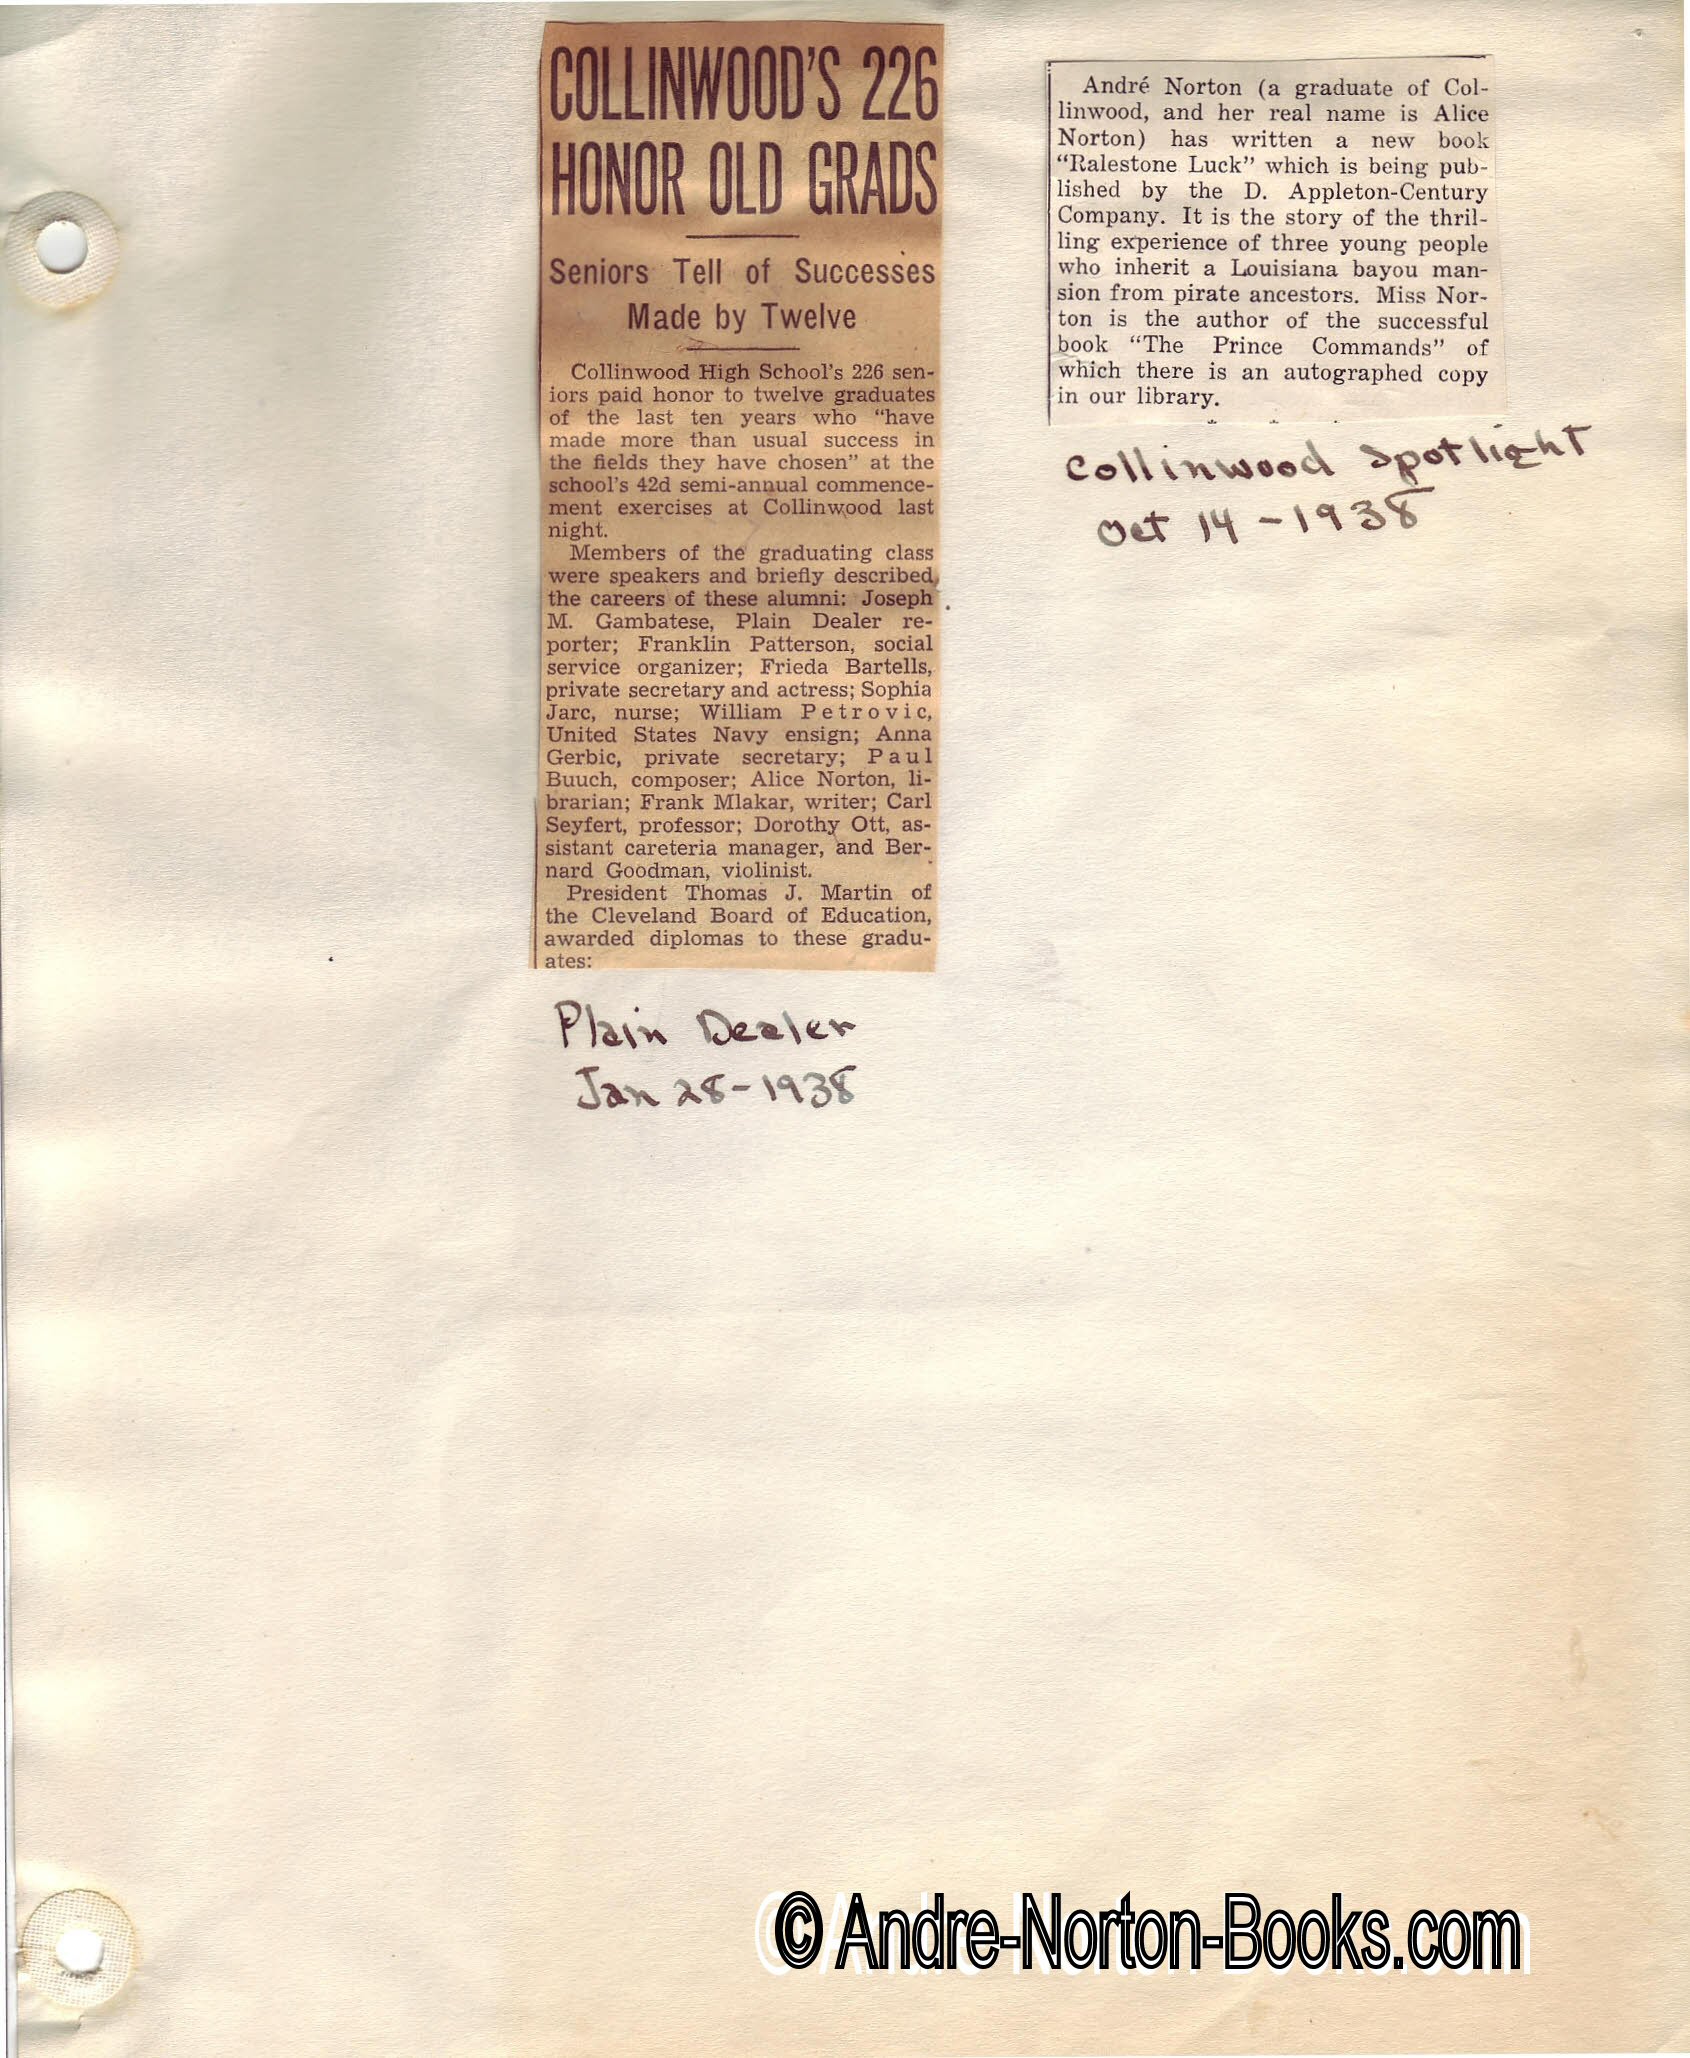 COLLINWOOD'S 226
HONOR OLD GRADS
Seniors Tell of Successes
Made by Twelve
Collinwood High School's 226 sen-
iors paid honor to twelve graduates
of the last ten years who "have
made more than usual success in
the fields they have chosen" at the
school's 42d semi-annual commence-
ment exercises at Collinwood last
night.
Members of the graduating class
were speakers and briefly described
the careers of these alumni: Joseph
M. Gambatese, Plain Dealer re-
porter; Franklin Patterson, social
service organizer; Frieda Bartells,
private secretary and actress; Sophia
Jarc, nurse; William Petrovic,
United States Navy ensign; Anna
Gerbic, private secretary; Paul
Buuch, composer; Alice Norton, li-
brarian; Frank Mlakar, writer; Carl
Seyfert, professor; Dorothy Ott, as-
sistant careteria manager, and Ber-
nard Goodman, violinist.
President Thomas J. Martin of
the Cleveland Board of Education,
awarded diplomas to these gradu-
ates:
Plain Dealer
Jan 28-1938
André Norton (a graduate of Col-
linwood, and her real name is Alice
Norton) has written a new book
"Ralestone Luck" which is being pub-
lished by the D. Appleton-Century
Company. It is the story of the thril-
ling experience of three young people
who inherit a Louisiana bayou man-
sion from pirate ancestors. Miss Nor-
ton is the author of the successful
book "The Prince Commands" of
which there is an autographed copy
in our library.
Collinwood Spotlight
Oct 14-1938
© Andre-Norton-Books.com